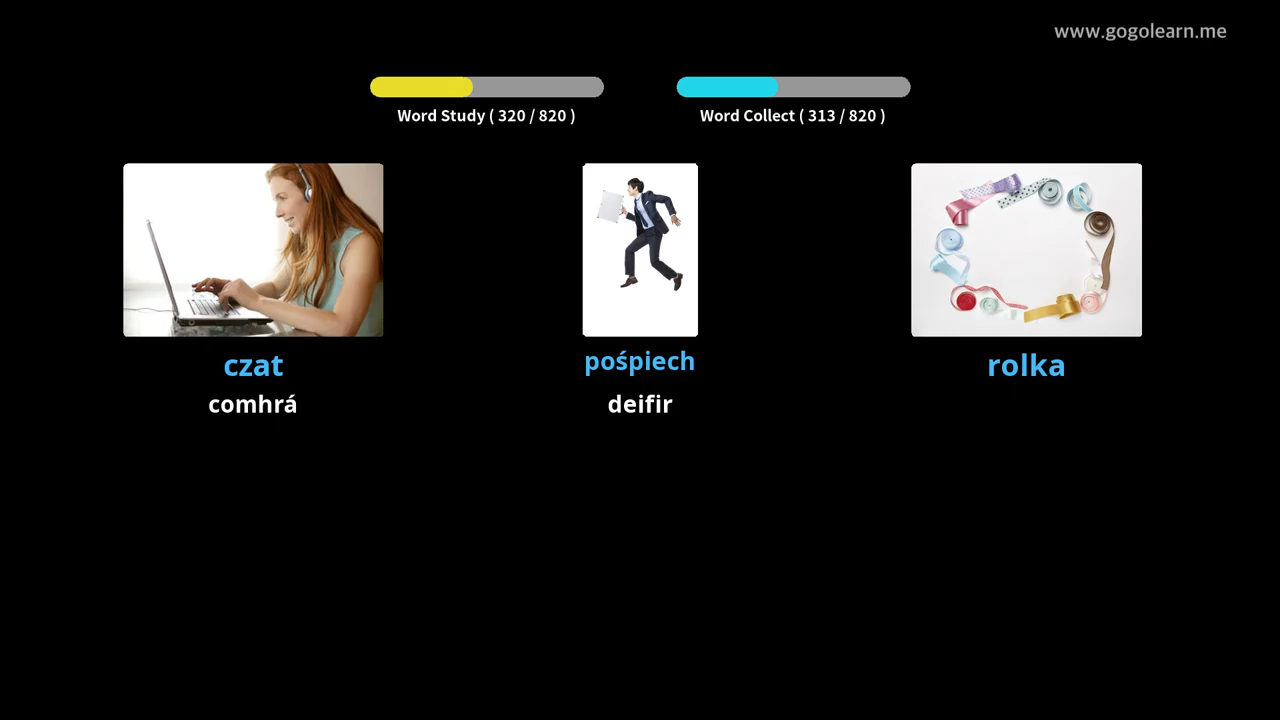 www.gogolearn.me
Word Study ( 320 / 820 )
Word Collect ( 313 / 820 )
czat
pośpiech
rolka
comhrá
deifir